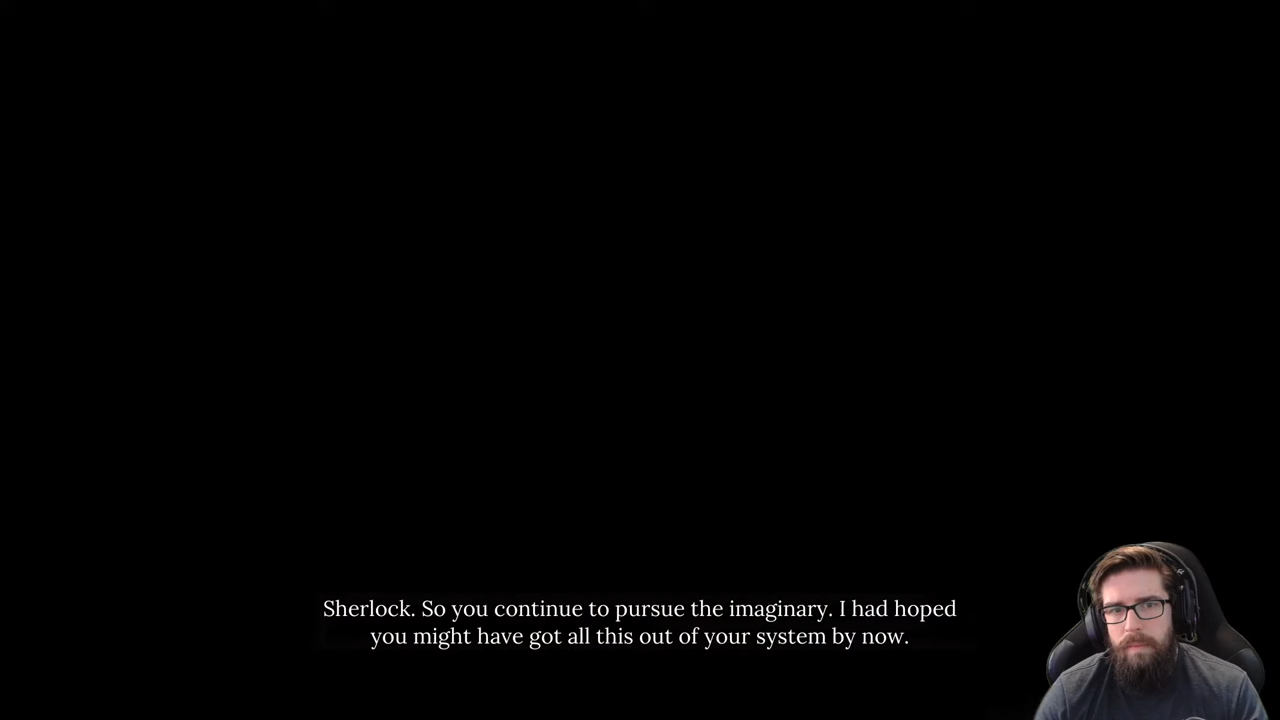 Sherlock. So you continue to pursue the imaginary. I had hoped
you might have got all this out of your system by now.